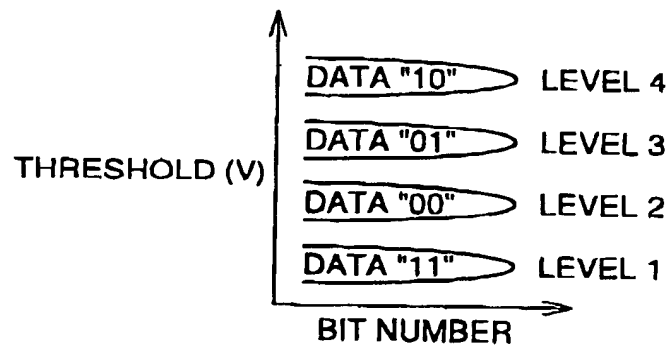 DATA "10" LEVEL 4
DATA "01" LEVEL 3
THRESHOLD (V)
DATA "00" LEVEL 2
DATA "11" LEVEL 1
BIT NUMBER